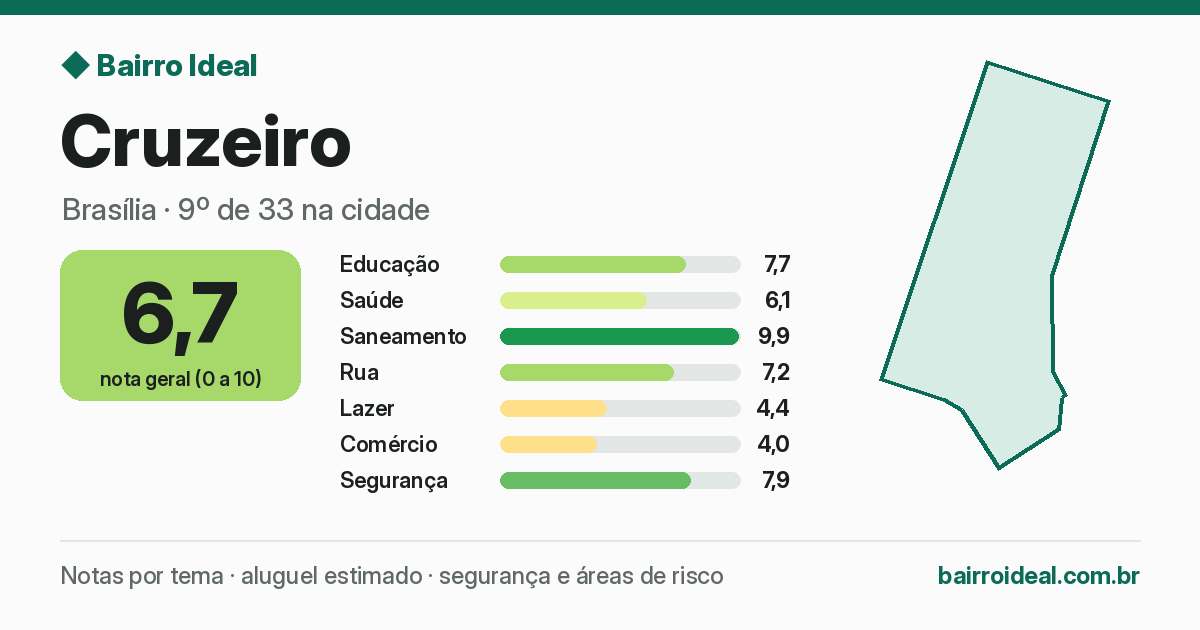 Bairro Ideal
Cruzeiro
Brasília · 9º de 33 na cidade
6,7
nota geral (0 a 10)
Educação 7,7
Saúde 6,1
Saneamento 9,9
Rua 7,2
Lazer 4,4
Comércio 4,0
Segurança 7,9
Notas por tema · aluguel estimado · segurança e áreas de risco
bairroideal.com.br